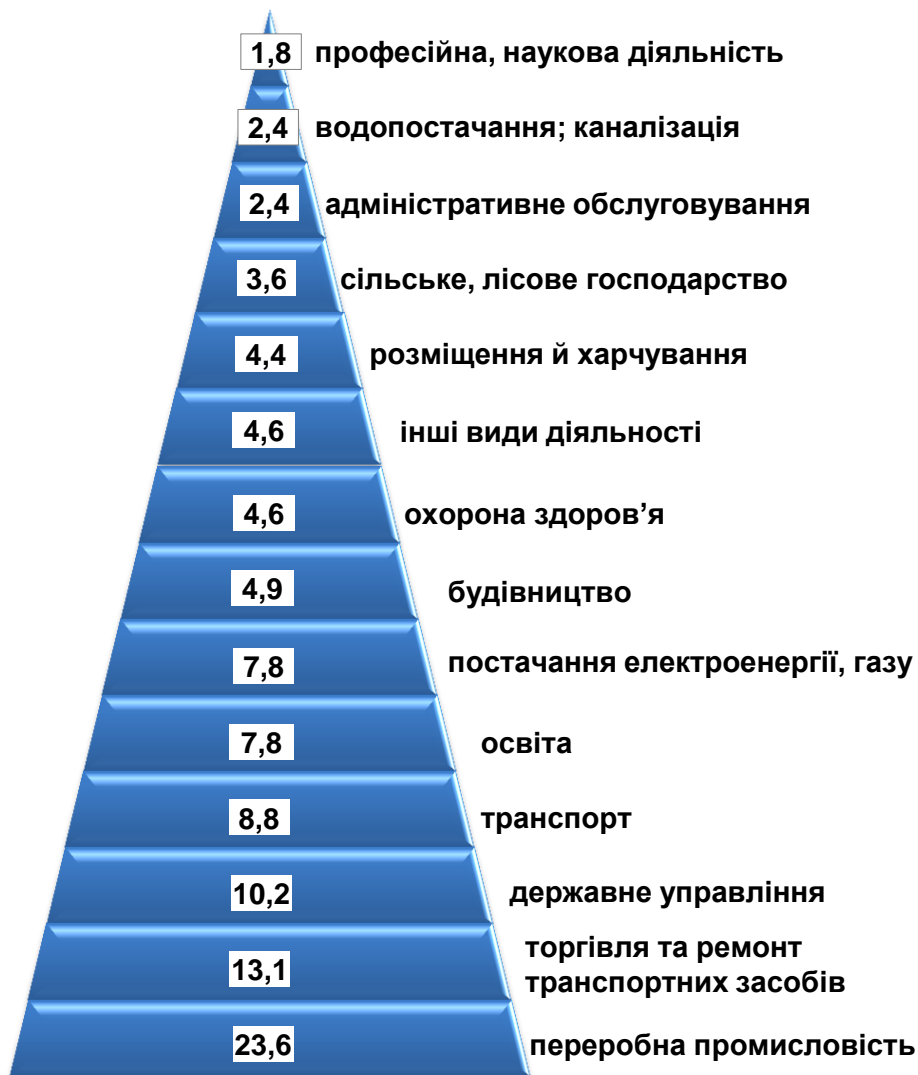 1,8 професійна, наукова діяльність
2,4 водопостачання; каналізація
2,4 адміністративне обслуговування
3,6 сільське, лісове господарство
4,4 розміщення й харчування
4,6 інші види діяльності
4,6 охорона здоров’я
4,9 будівництво
7,8 постачання електроенергії, газу
7,8 освіта
8,8 транспорт
10,2 державне управління
13,1 торгівля та ремонт
транспортних засобів
23,6 переробна промисловість